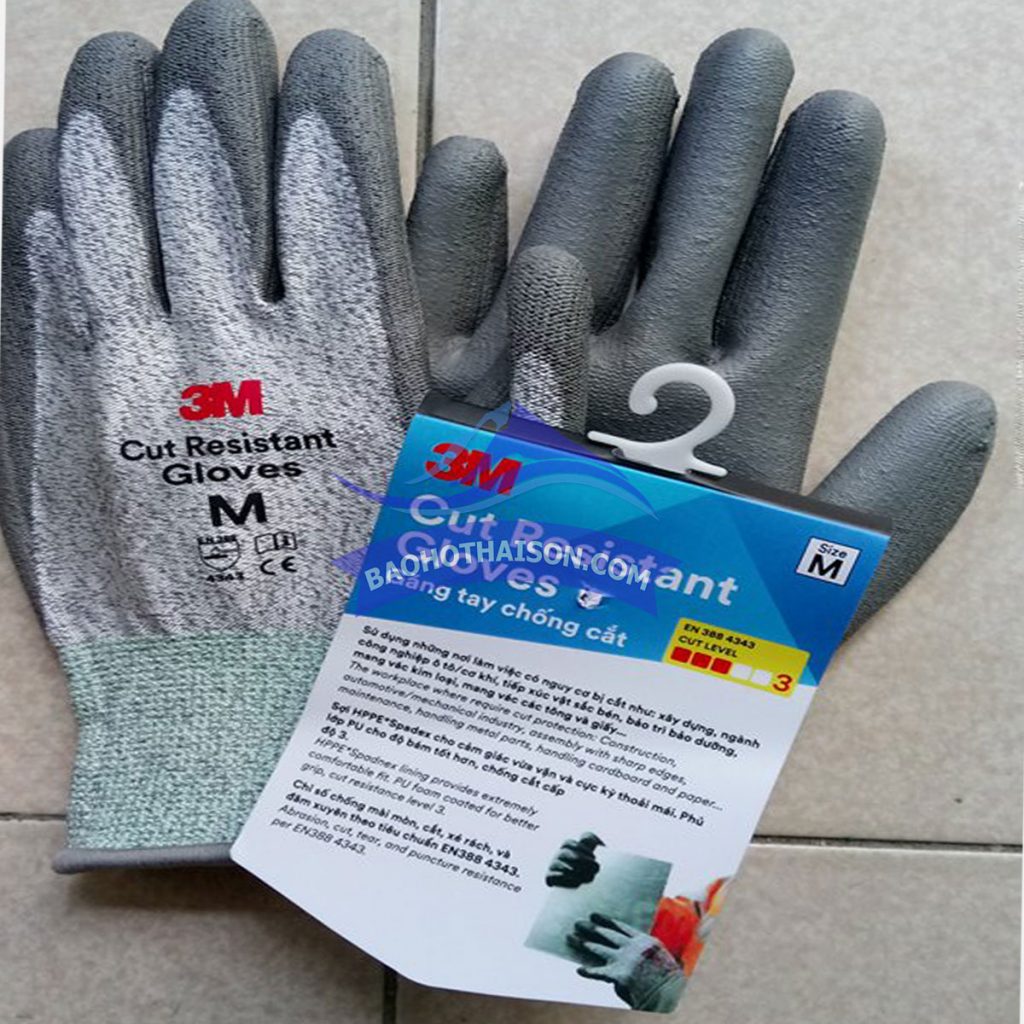 3M
Cut Resistant
Gloves
M
EN 388
4343
CE
3M
Cut Resistant
Gloves
Găng tay chống cắt
BAOHOTHAISON.COM
Size
M
EN 388 4343
CUT LEVEL
3
Sử dụng những nơi làm việc có nguy cơ bị cắt như: xây dựng, ngành
công nghiệp ô tô/cơ khí, tiếp xúc vật sắc bén, bảo trì bảo dưỡng,
mang vác kim loại, mang vác các tông và giấy...
The workplace where require cut protection: Construction,
automotive/mechanical industry, assembly with sharp edges,
maintenance, handling metal parts, handling cardboard and paper...
Sợi HPPE*Spadex cho cảm giác vừa vặn và cực kỳ thoải mái. Phủ
lớp PU cho độ bám tốt hơn, chống cắt cấp
độ 3.
HPPE*Spadnex lining provides extremely
comfortable fit. PU foam coated for better
grip, cut resistance level 3.
Chỉ số chống mài mòn, cắt, xé rách, và
đâm xuyên theo tiêu chuẩn EN388 4343.
Abrasion, cut, tear, and puncture resistance
per EN388 4343.